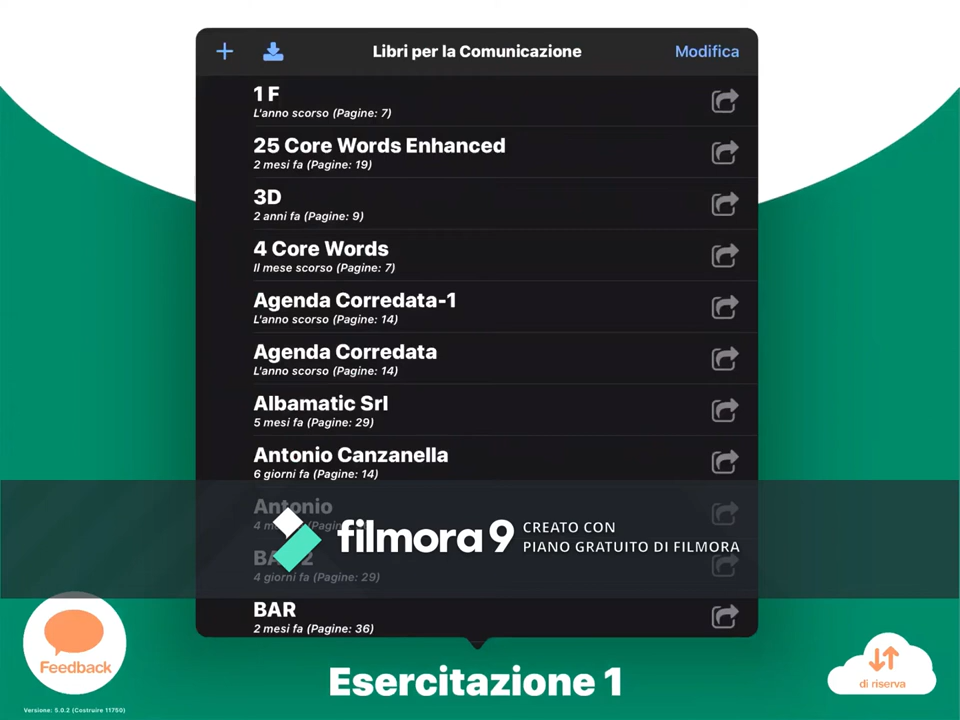 Libri per la Comunicazione
Modifica
1 F
L'anno scorso (Pagine: 7)
25 Core Words Enhanced
2 mesi fa (Pagine: 19)
3D
2 anni fa (Pagine: 9)
4 Core Words
Il mese scorso (Pagine: 7)
Agenda Corredata-1
L'anno scorso (Pagine: 14)
Agenda Corredata
L'anno scorso (Pagine: 14)
Albamatic Srl
5 mesi fa (Pagine: 29)
Antonio Canzanella
6 giorni fa (Pagine: 14)
Antonio
filmora 9
CREATO CON
PIANO GRATUITO DI FILMORA
4 giorni fa (Pagine: 29)
BAR
2 mesi fa (Pagine: 36)
Feedback
Esercitazione 1
di riserva
Versione: 5.0.2 (Costruire 11750)